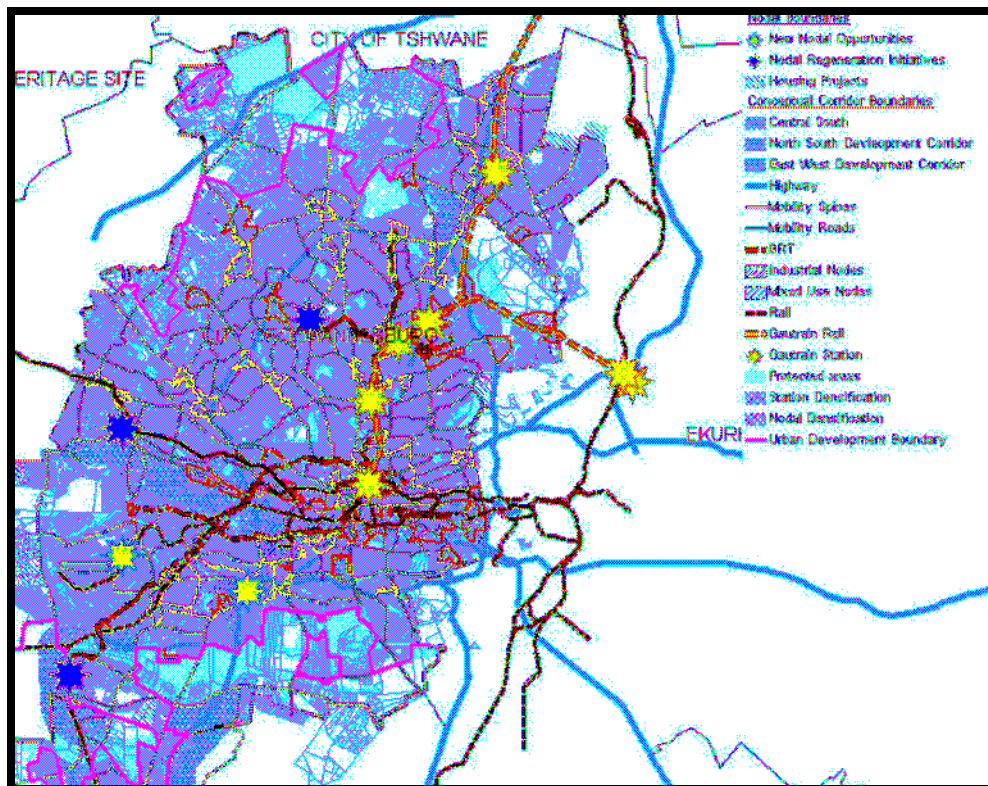 Nodal Boundaries
CITY OF TSHWANE
New Nodal Opportunities
Nodal Regeneration Initiatives
ERITAGE SITE
Housing Projects
Conceptual Corridor Boundaries
Central South
North South Development Corridor
East West Development Corridor
Highway
Mobility Spines
Mobility Roads
BRT
Industrial Nodes
Mixed Use Nodes
Rail
Gautrain Rail
Gautrain Station
Protected areas
Station Densification
Nodal Densification
EKURI
Urban Development Boundary